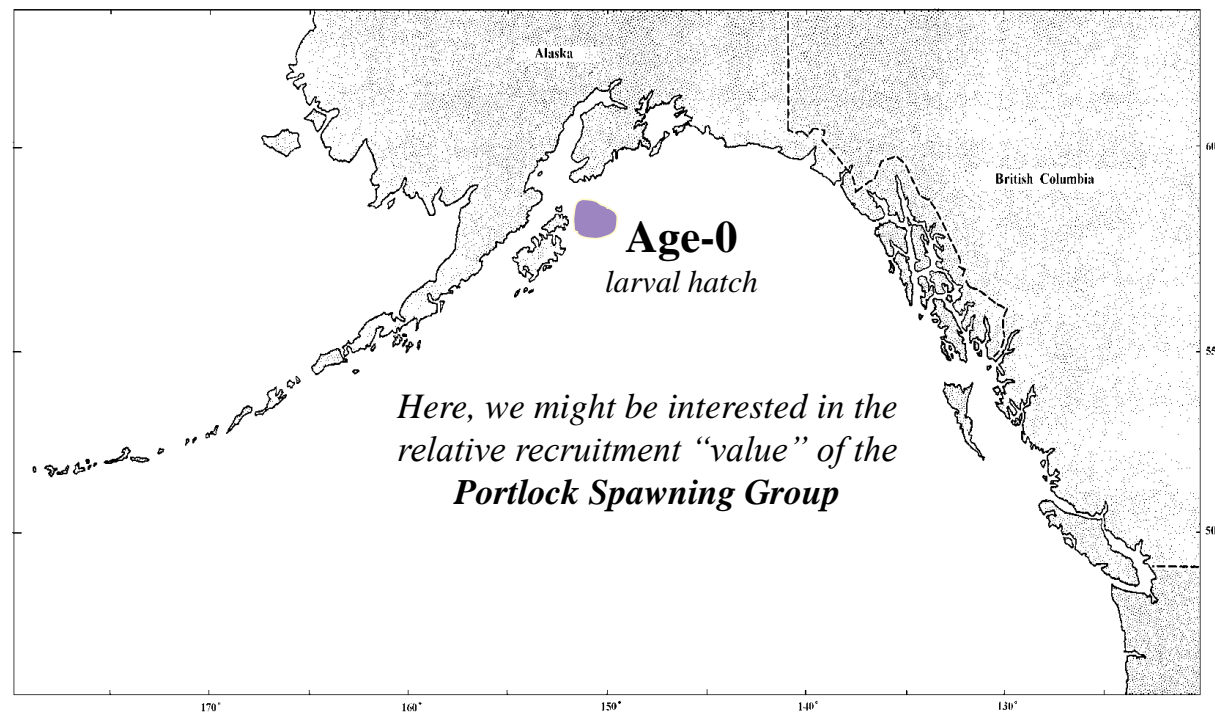 Alaska
60
British Columbia
Age-0
larval hatch
55
Here, we might be interested in the
relative recruitment “value” of the
Portlock Spawning Group
50
170° 160° 150° 140° 130°